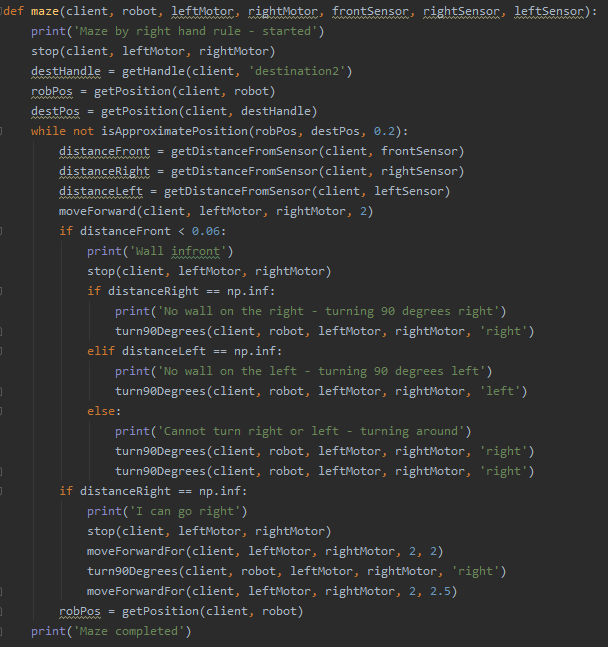 def maze(client, robot, leftMotor, rightMotor, frontSensor, rightSensor, leftSensor):
    print('Maze by right hand rule - started')
    stop(client, leftMotor, rightMotor)
    destHandle = getHandle(client, 'destination2')
    robPos = getPosition(client, robot)
    destPos = getPosition(client, destHandle)
    while not isApproximatePosition(robPos, destPos, 0.2):
        distanceFront = getDistanceFromSensor(client, frontSensor)
        distanceRight = getDistanceFromSensor(client, rightSensor)
        distanceLeft = getDistanceFromSensor(client, leftSensor)
        moveForward(client, leftMotor, rightMotor, 2)
        if distanceFront < 0.06:
            print('Wall infront')
            stop(client, leftMotor, rightMotor)
            if distanceRight == np.inf:
                print('No wall on the right - turning 90 degrees right')
                turn90Degrees(client, robot, leftMotor, rightMotor, 'right')
            elif distanceLeft == np.inf:
                print('No wall on the left - turning 90 degrees left')
                turn90Degrees(client, robot, leftMotor, rightMotor, 'left')
            else:
                print('Cannot turn right or left - turning around')
                turn90Degrees(client, robot, leftMotor, rightMotor, 'right')
                turn90Degrees(client, robot, leftMotor, rightMotor, 'right')
        if distanceRight == np.inf:
            print('I can go right')
            stop(client, leftMotor, rightMotor)
            moveForwardFor(client, leftMotor, rightMotor, 2, 2)
            turn90Degrees(client, robot, leftMotor, rightMotor, 'right')
            moveForwardFor(client, leftMotor, rightMotor, 2, 2.5)
        robPos = getPosition(client, robot)
    print('Maze completed')